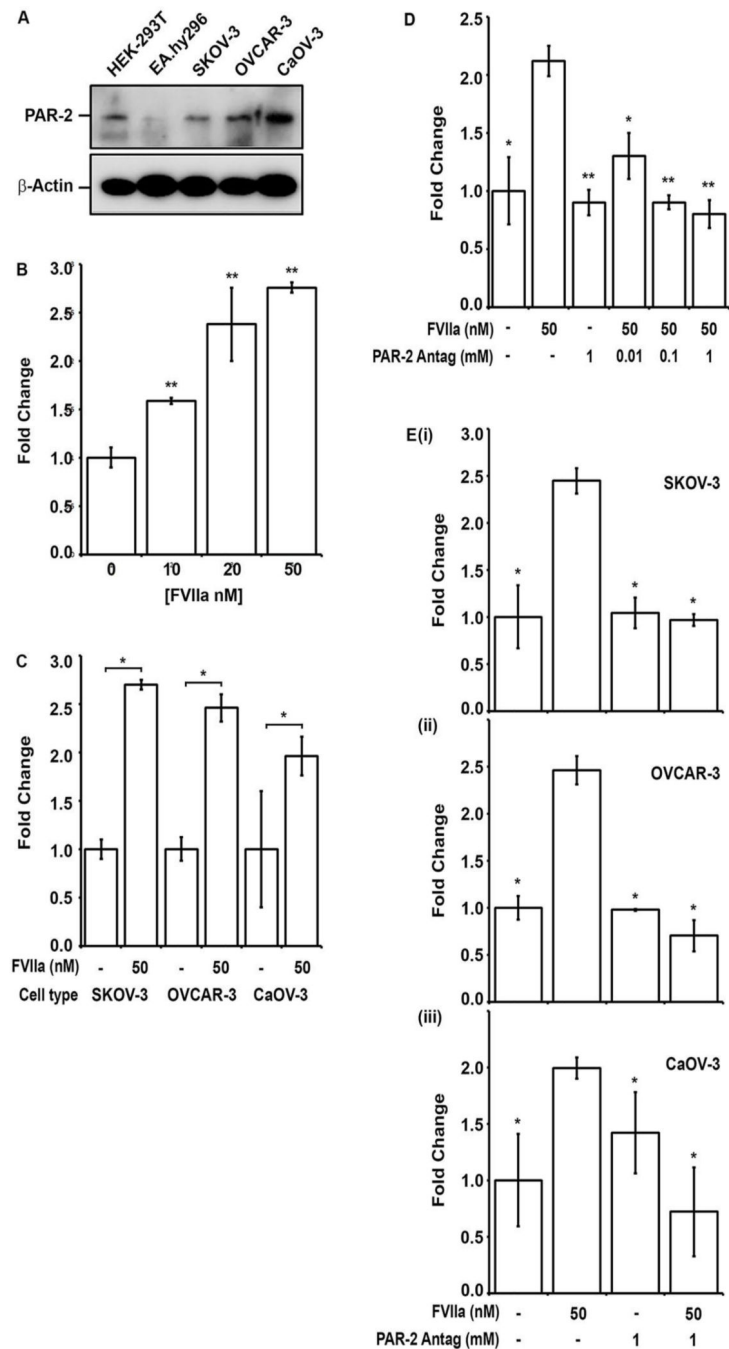 A
HEK-293T EA.hy296 SKOV-3 OVCAR-3 CaOV-3
PAR-2
β-Actin
B
Fold Change
3.0
2.5
2.0
1.5
1.0
0.5
0.0
** ** **
0 10 20 50
[FVIIa nM]
C
Fold Change
3.0
2.5
2.0
1.5
1.0
0.5
0.0
* * *
FVIIa (nM) - 50 - 50 - 50
Cell type SKOV-3 OVCAR-3 CaOV-3
D
Fold Change
2.5
2.0
1.5
1.0
0.5
0.0
* ** * ** **
FVIIa (nM) - 50 - 50 50 50
PAR-2 Antag (mM) - - 1 0.01 0.1 1
E(i)
SKOV-3
Fold Change
3.0
2.5
2.0
1.5
1.0
0.5
0.0
* * *
(ii)
OVCAR-3
Fold Change
2.5
2.0
1.5
1.0
0.5
0.0
* * *
(iii)
CaOV-3
Fold Change
2.0
1.5
1.0
0.5
0.0
* * *
FVIIa (nM) - 50 - 50
PAR-2 Antag (mM) - - 1 1